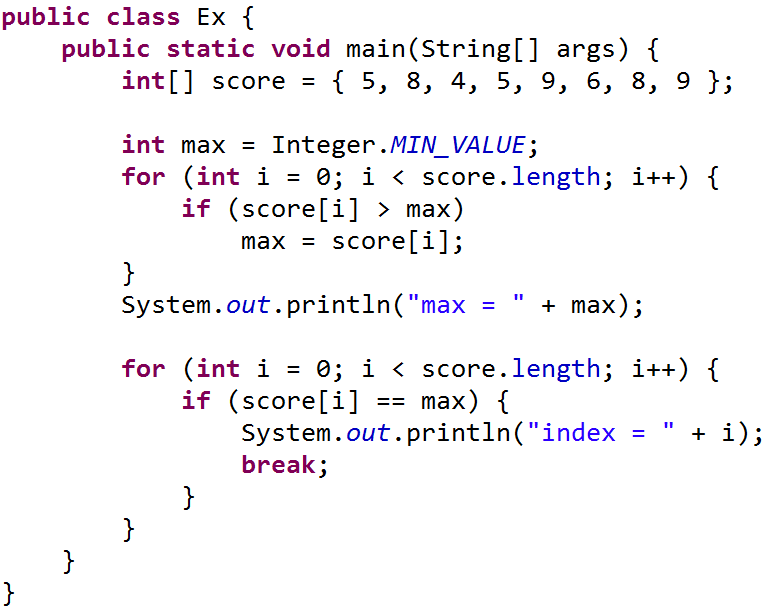 public class Ex {
    public static void main(String[] args) {
        int[] score = { 5, 8, 4, 5, 9, 6, 8, 9 };

        int max = Integer.MIN_VALUE;
        for (int i = 0; i < score.length; i++) {
            if (score[i] > max)
                max = score[i];
        }
        System.out.println("max = " + max);

        for (int i = 0; i < score.length; i++) {
            if (score[i] == max) {
                System.out.println("index = " + i);
                break;
            }
        }
    }
}